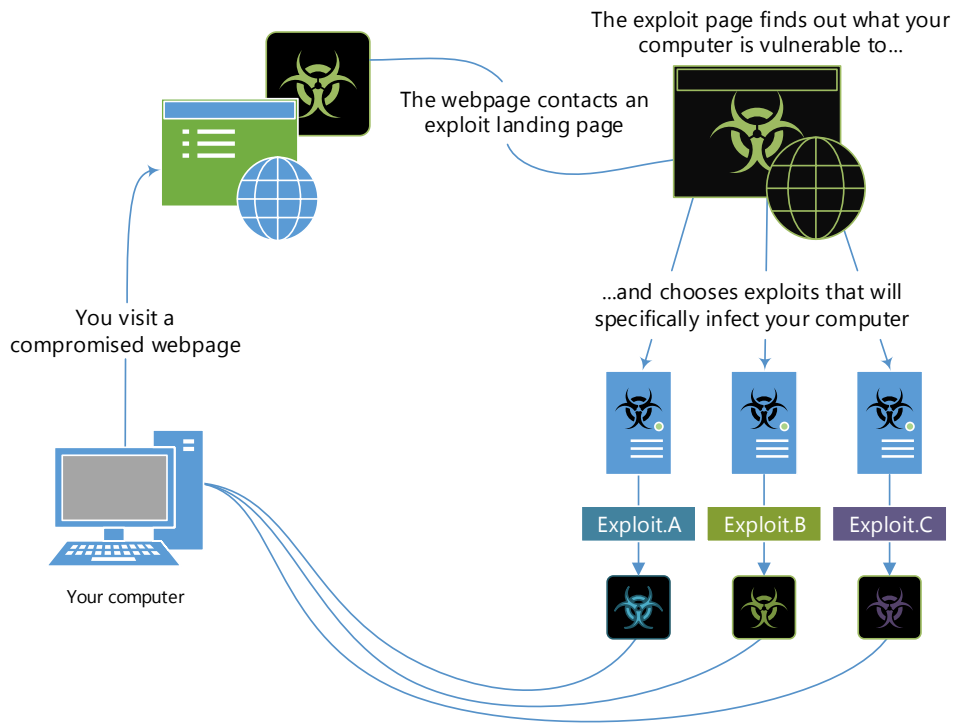 The exploit page finds out what your
computer is vulnerable to...
The webpage contacts an
exploit landing page
...and chooses exploits that will
specifically infect your computer
You visit a
compromised webpage
Exploit.A
Exploit.B
Exploit.C
Your computer